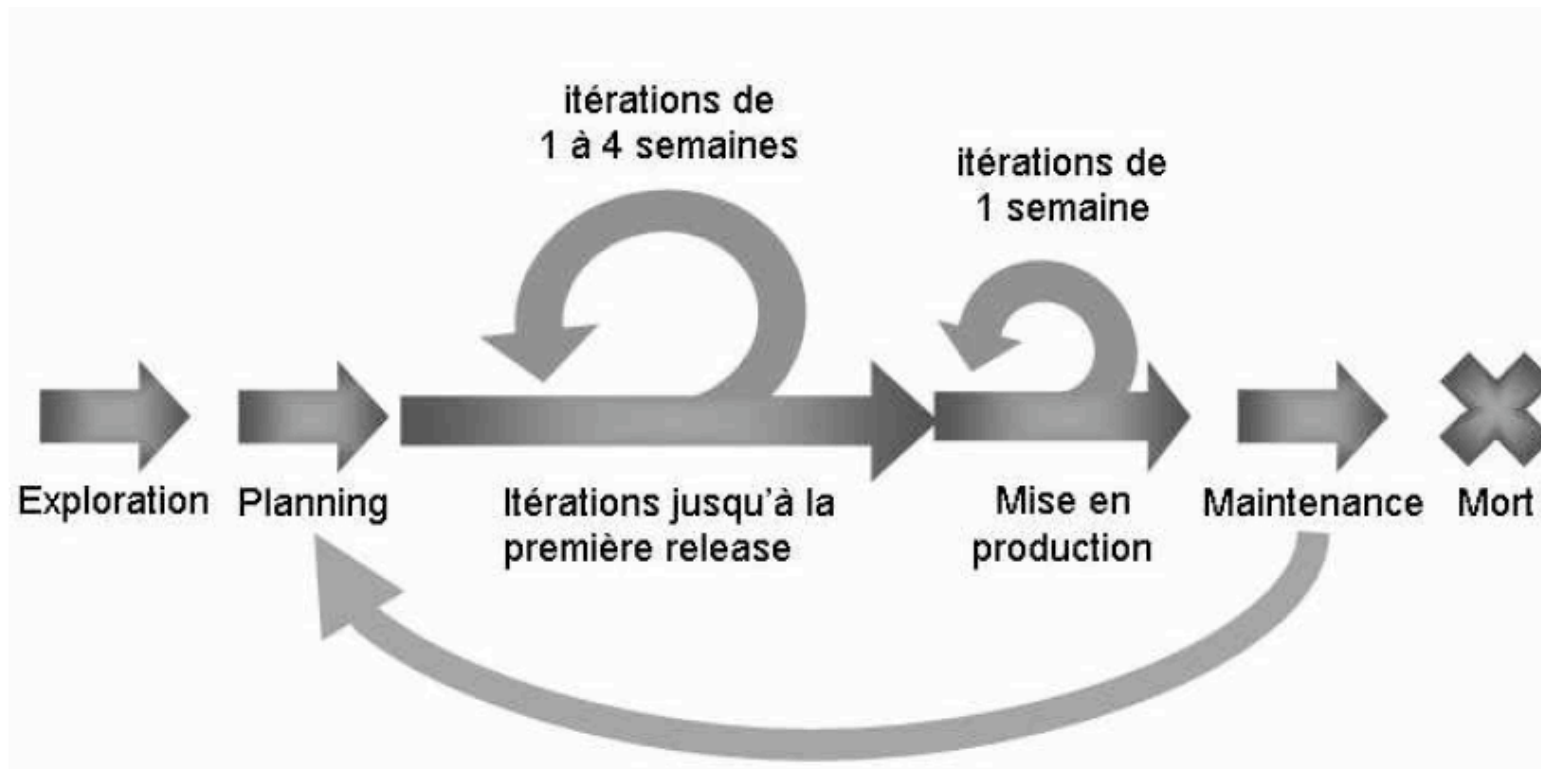 itérations de
1 à 4 semaines
itérations de
1 semaine
Exploration
Planning
Itérations jusqu'à la
première release
Mise en
production
Maintenance
Mort